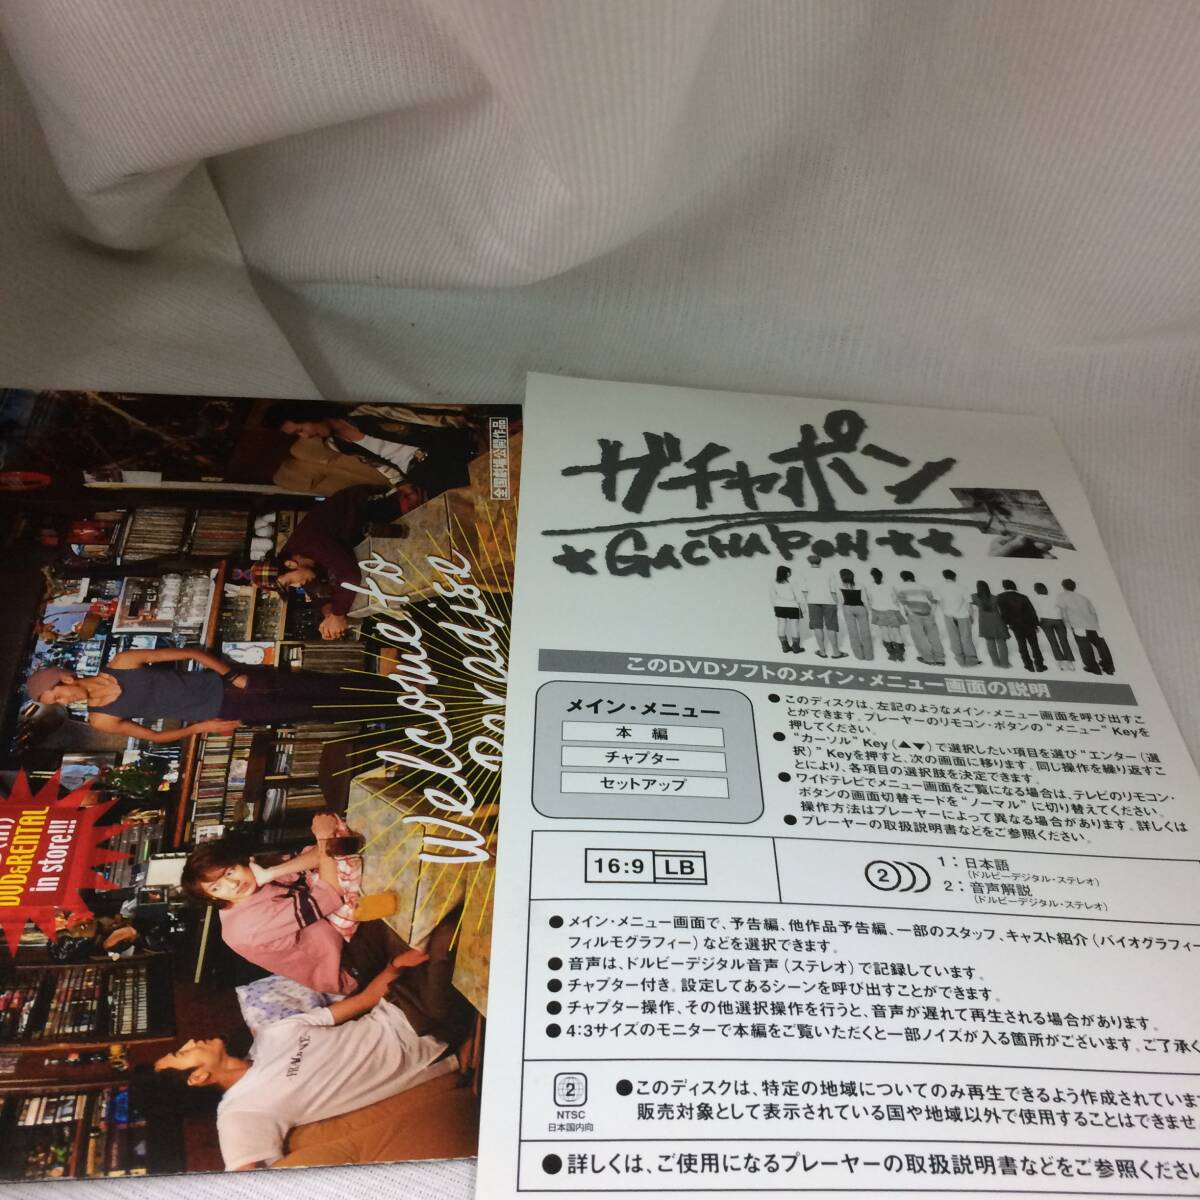 全国劇場公開作品
Welcome to
paradise
DVD&RENTAL
in store!!!
ガチャポン
★GACHAPON★★
このDVDソフトのメイン・メニュー画面の説明
メイン・メニュー
本編
チャプター
セットアップ
●このディスクは、左記のようなメイン・メニュー画面を呼び出すこ
とができます。プレーヤーのリモコン・ボタンの“メニュー”Keyを
押してください。
●“カーソル”Key(▲▼)で選択したい項目を選び“エンター(選
択)”Keyを押すと、次の画面に移ります。同じ操作を繰り返すこ
とにより、各項目の選択肢を決定できます。
●ワイドテレビでメニュー画面をご覧になる場合は、テレビのリモコン・
ボタンの画面切替モードを“ノーマル”に切り替えてください。
操作方法はプレーヤーによって異なる場合があります。詳しくは
●プレーヤーの取扱説明書などをご参照ください。
16:9 LB
2
1:日本語
(ドルビーデジタル・ステレオ)
2:音声解説
(ドルビーデジタル・ステレオ)
●メイン・メニュー画面で、予告編、他作品予告編、一部のスタッフ、キャスト紹介(バイオグラフィー
フィルモグラフィー)などを選択できます。
●音声は、ドルビーデジタル音声(ステレオ)で記録しています。
●チャプター付き。設定してあるシーンを呼び出すことができます。
●チャプター操作、その他選択操作を行うと、音声が遅れて再生される場合があります。
●4:3サイズのモニターで本編をご覧いただくと一部ノイズが入る箇所がございます。ご了承く
2
NTSC
日本国内向
●このディスクは、特定の地域についてのみ再生できるよう作成されています
販売対象として表示されている国や地域以外で使用することはできませ
●詳しくは、ご使用になるプレーヤーの取扱説明書などをご参照ください